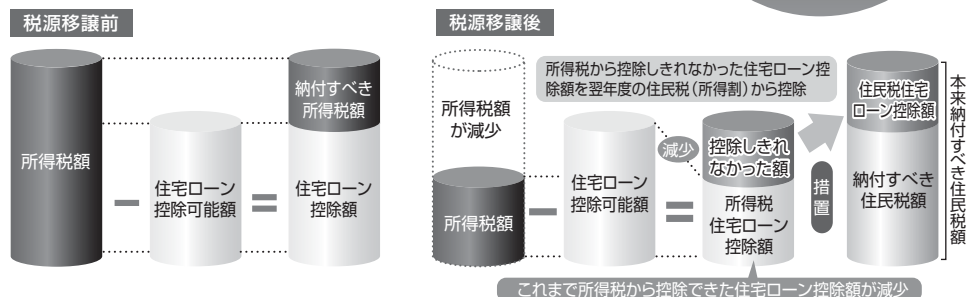 税源移譲前
所得税額
住宅ローン
控除可能額
納付すべき
所得税額
住宅ローン
控除額
税源移譲後
所得税額
が減少
所得税額
住宅ローン
控除可能額
所得税から控除しきれなかった住宅ローン控
除額を翌年度の住民税(所得割)から控除
減少
控除しきれ
なかった額
所得税
住宅ローン
控除額
措置
住民税住宅
ローン控除額
納付すべき
住民税額
本来納付すべき住民税額
これまで所得税から控除できた住宅ローン控除額が減少